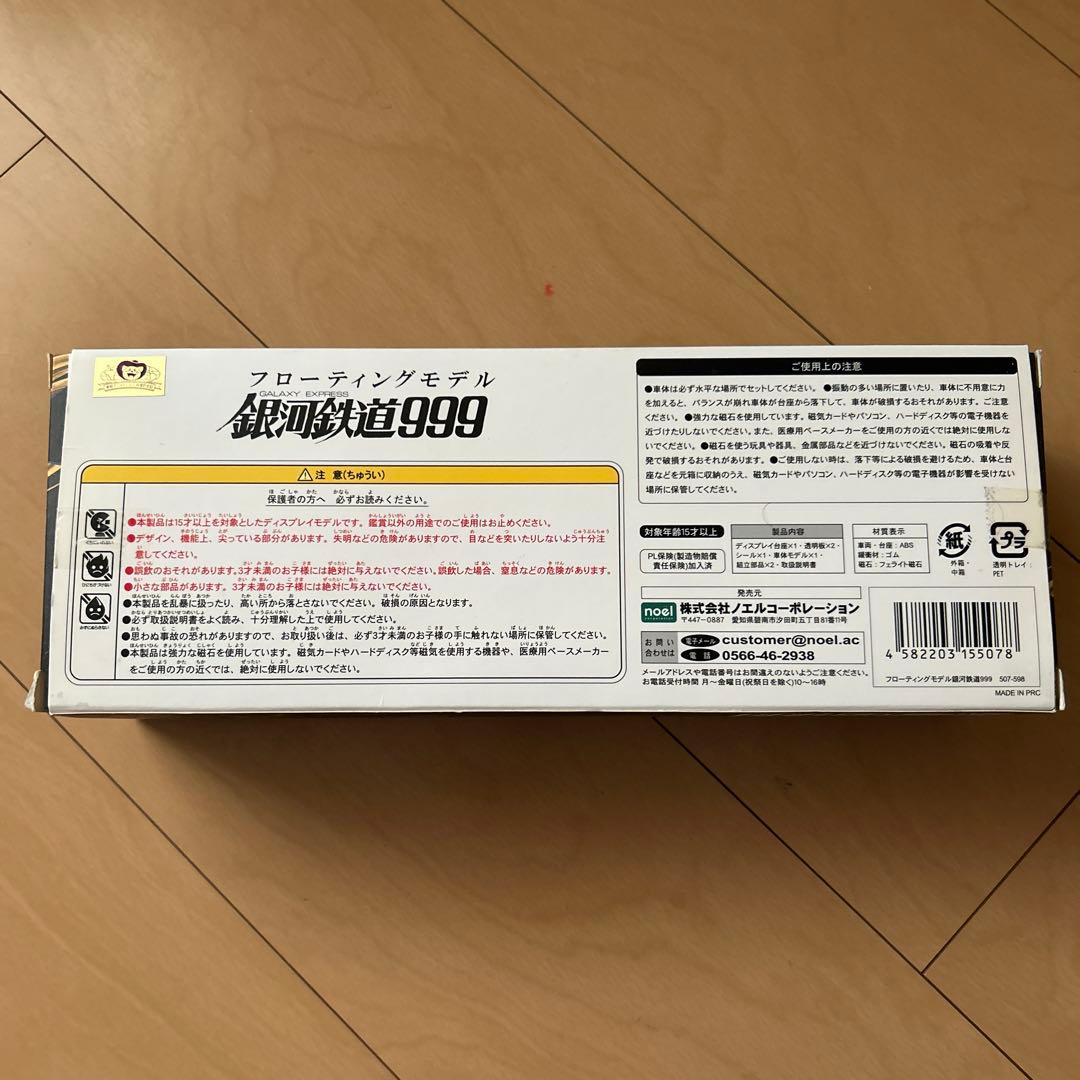 フローティングモデル
GALAXY EXPRESS
銀河鉄道999
注 意(ちゅうい)
保護者の方へ 必ずお読みください。
●本製品は15才以上を対象としたディスプレイモデルです。鑑賞以外の用途でのご使用はお止めください。
●デザイン、機能上、尖っている部分があります。失明などの危険がありますので、目などを突いたりしないよう十分注
意してください。
●誤飲のおそれがあります。3才未満のお子様には絶対に与えないでください。誤飲した場合、窒息などの危険があります。
●小さな部品があります。3才未満のお子様には絶対に与えないでください。
●本製品を乱暴に扱ったり、高い所から落とさないでください。破損の原因となります。
●必ず取扱説明書をよく読み、十分理解した上で使用してください。
●思わぬ事故の恐れがありますので、お取り扱い後は、必ず3才未満のお子様の手に触れない場所に保管してください。
●本製品は強力な磁石を使用しています。磁気カードやハードディスク等磁気を使用する機器や、医療用ペースメーカー
をご使用の方の近くでは、絶対に使用しないでください。
ご使用上の注意
●車体は必ず水平な場所でセットしてください。 ●振動の多い場所に置いたり、車体に不用意に力
を加えると、バランスが崩れ車体が台座から落下して、車体が破損するおそれがあります。ご注意
ください。 ●強力な磁石を使用しています。磁気カードやパソコン、ハードディスク等の電子機器を
近づけたりしないでください。また、医療用ペースメーカーをご使用の方の近くでは絶対に使用しな
いでください。 ●磁石を使う玩具や器具、金属部品などを近づけないでください。磁石の吸着や反
発で破損するおそれがあります。 ●ご使用しない時は、落下等による破損を避けるため、車体と台
座などを元箱に収納のうえ、磁気カードやパソコン、ハードディスク等の電子機器が影響を受けない
場所に保管してください。
対象年齢15才以上
PL保険(製造物賠償
責任保険)加入済
製品内容
ディスプレイ台座×1・透明板×2・
シール×1・車体モデル×1・
組立部品×2・取扱説明書
材質表示
車両・台座：ABS
緩衝材：ゴム
磁石：フェライト磁石
紙
外箱・
中箱
プラ
透明トレイ：
PET
発売元
noel 株式会社ノエルコーポレーション
〒447-0887 愛知県碧南市汐田町五丁目81番11号
お問い
合わせは
電子メール customer@noel.ac
電話 0566-46-2938
メールアドレスや電話番号はお間違えのないようご注意ください。
お電話受付時間 月〜金曜日(祝祭日を除く)10〜16時
4 582203 155078
フローティングモデル銀河鉄道999 507-598
MADE IN PRC